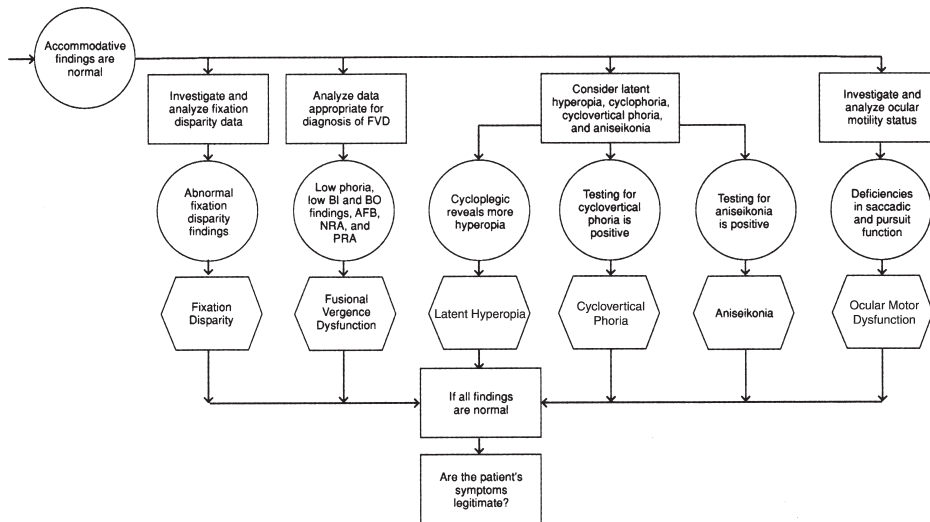 Accommodative
findings are
normal
Investigate and
analyze fixation
disparity data
Analyze data
appropriate for
diagnosis of FVD
Consider latent
hyperopia, cyclophoria,
cyclovertical phoria,
and aniseikonia
Investigate and
analyze ocular
motility status
Abnormal
fixation
disparity
findings
Low phoria,
low BI and BO
findings, AFB,
NRA, and
PRA
Cycloplegic
reveals more
hyperopia
Testing for
cyclovertical
phoria is
positive
Testing for
aniseikonia
is positive
Deficiencies
in saccadic
and pursuit
function
Fixation
Disparity
Fusional
Vergence
Dysfunction
Latent Hyperopia
Cyclovertical
Phoria
Aniseikonia
Ocular Motor
Dysfunction
If all findings
are normal
Are the patient's
symptoms
legitimate?